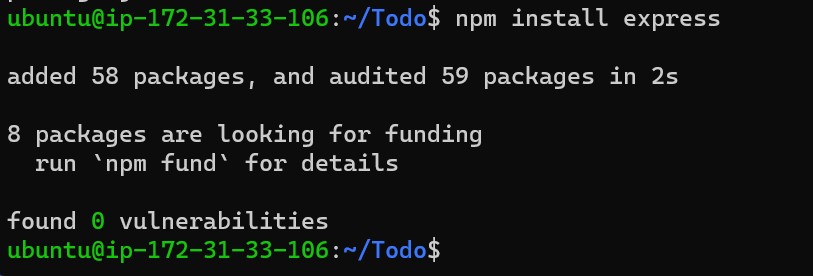 ubuntu@ip-172-31-33-106:~/Todo$ npm install express
added 58 packages, and audited 59 packages in 2s
8 packages are looking for funding
  run `npm fund` for details
found 0 vulnerabilities
ubuntu@ip-172-31-33-106:~/Todo$